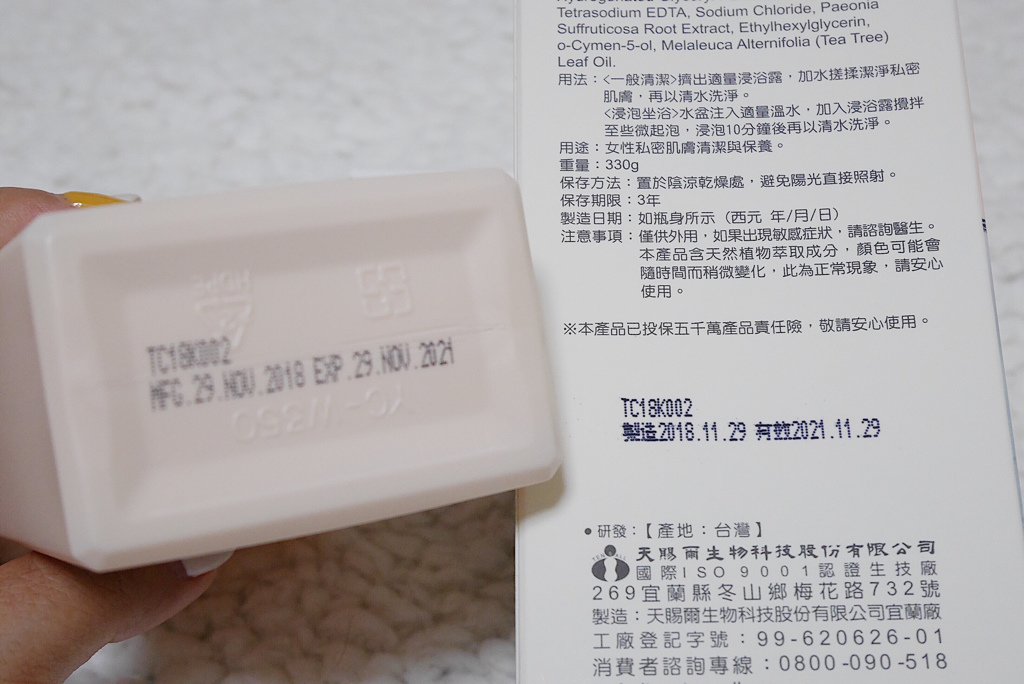 Tetrasodium EDTA, Sodium Chloride, Paeonia
Suffruticosa Root Extract, Ethylhexylglycerin,
o-Cymen-5-ol, Melaleuca Alternifolia (Tea Tree)
Leaf Oil.
用法：<一般清潔>擠出適量浸浴露，加水搓揉潔淨私密
肌膚，再以清水洗淨。
<浸泡坐浴>水盆注入適量溫水，加入浸浴露攪拌
至些微起泡，浸泡10分鐘後再以清水洗淨。
用途：女性私密肌膚清潔與保養。
重量：330g
保存方法：置於陰涼乾燥處，避免陽光直接照射。
保存期限：3年
製造日期：如瓶身所示（西元 年/月/日）
注意事項：僅供外用，如果出現敏感症狀，請諮詢醫生。
本產品含天然植物萃取成分，顏色可能會
隨時間而稍微變化，此為正常現象，請安心
使用。
※本產品已投保五千萬產品責任險，敬請安心使用。
TC18K002
製造2018.11.29 有效2021.11.29
●研發：【產地：台灣】
天賜爾生物科技股份有限公司
國際ISO 9001認證生技廠
269宜蘭縣冬山鄉梅花路732號
製造：天賜爾生物科技股份有限公司宜蘭廠
工廠登記字號：99-620626-01
消費者諮詢專線：0800-090-518
HDPE
TC18K002
MFG.29.NOV.2018 EXP.29.NOV.2021